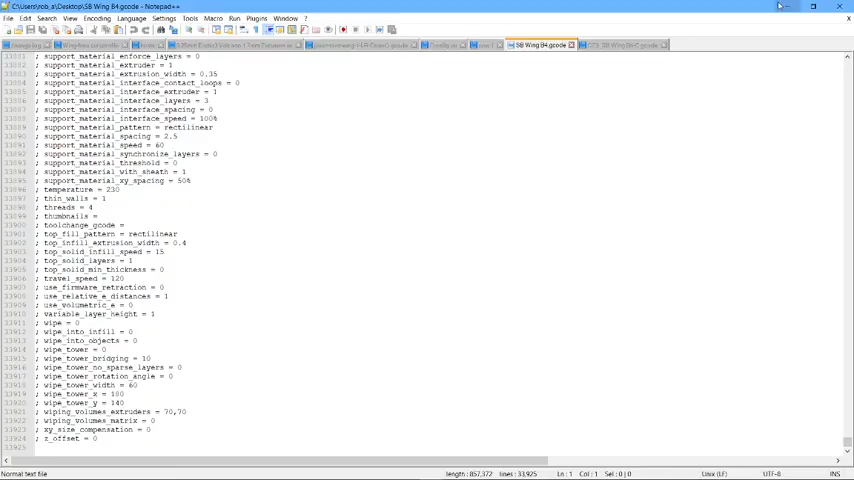 C:\Users\rob_a\Desktop\SB Wing B4.gcode - Notepad++
File Edit Search View Encoding Language Settings Tools Macro Run Plugins Window ?
SB Wing B4.gcode
33881 ; support_material_enforce_layers = 0
33882 ; support_material_extruder = 1
33883 ; support_material_extrusion_width = 0.35
33884 ; support_material_interface_contact_loops = 0
33885 ; support_material_interface_extruder = 1
33886 ; support_material_interface_layers = 3
33887 ; support_material_interface_spacing = 0
33888 ; support_material_interface_speed = 100%
33889 ; support_material_pattern = rectilinear
33890 ; support_material_spacing = 2.5
33891 ; support_material_speed = 60
33892 ; support_material_synchronize_layers = 0
33893 ; support_material_threshold = 0
33894 ; support_material_with_sheath = 1
33895 ; support_material_xy_spacing = 50%
33896 ; temperature = 230
33897 ; thin_walls = 1
33898 ; threads = 4
33899 ; thumbnails =
33900 ; toolchange_gcode =
33901 ; top_fill_pattern = rectilinear
33902 ; top_infill_extrusion_width = 0.4
33903 ; top_solid_infill_speed = 15
33904 ; top_solid_layers = 1
33905 ; top_solid_min_thickness = 0
33906 ; travel_speed = 120
33907 ; use_firmware_retraction = 0
33908 ; use_relative_e_distances = 1
33909 ; use_volumetric_e = 0
33910 ; variable_layer_height = 1
33911 ; wipe = 0
33912 ; wipe_into_infill = 0
33913 ; wipe_into_objects = 0
33914 ; wipe_tower = 0
33915 ; wipe_tower_bridging = 10
33916 ; wipe_tower_no_sparse_layers = 0
33917 ; wipe_tower_rotation_angle = 0
33918 ; wipe_tower_width = 60
33919 ; wipe_tower_x = 180
33920 ; wipe_tower_y = 140
33921 ; wiping_volumes_extruders = 70,70
33922 ; wiping_volumes_matrix = 0
33923 ; xy_size_compensation = 0
33924 ; z_offset = 0
33925
Normal text file length : 857,372 lines : 33,925 Ln : 1 Col : 1 Sel : 0 | 0 Unix (LF) UTF-8 INS